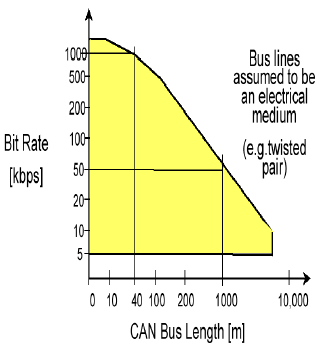 Bus lines
assumed to be
an electrical
medium
(e.g.twisted
pair)
Bit Rate
[kbps]
1000
500
200
100
50
20
10
5
0 10 40 100 200 1000 10,000
CAN Bus Length [m]